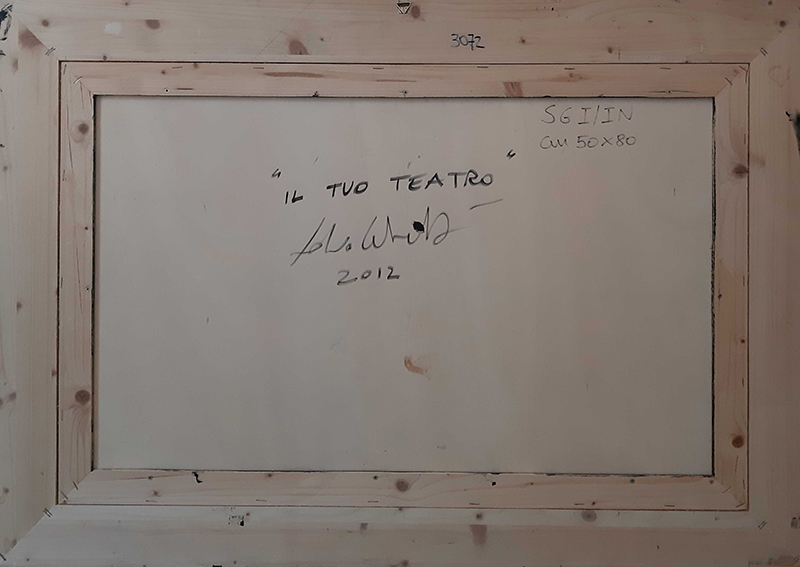 3072
SGI/IN
cm 50x80
"IL TUO TEATRO"
2012